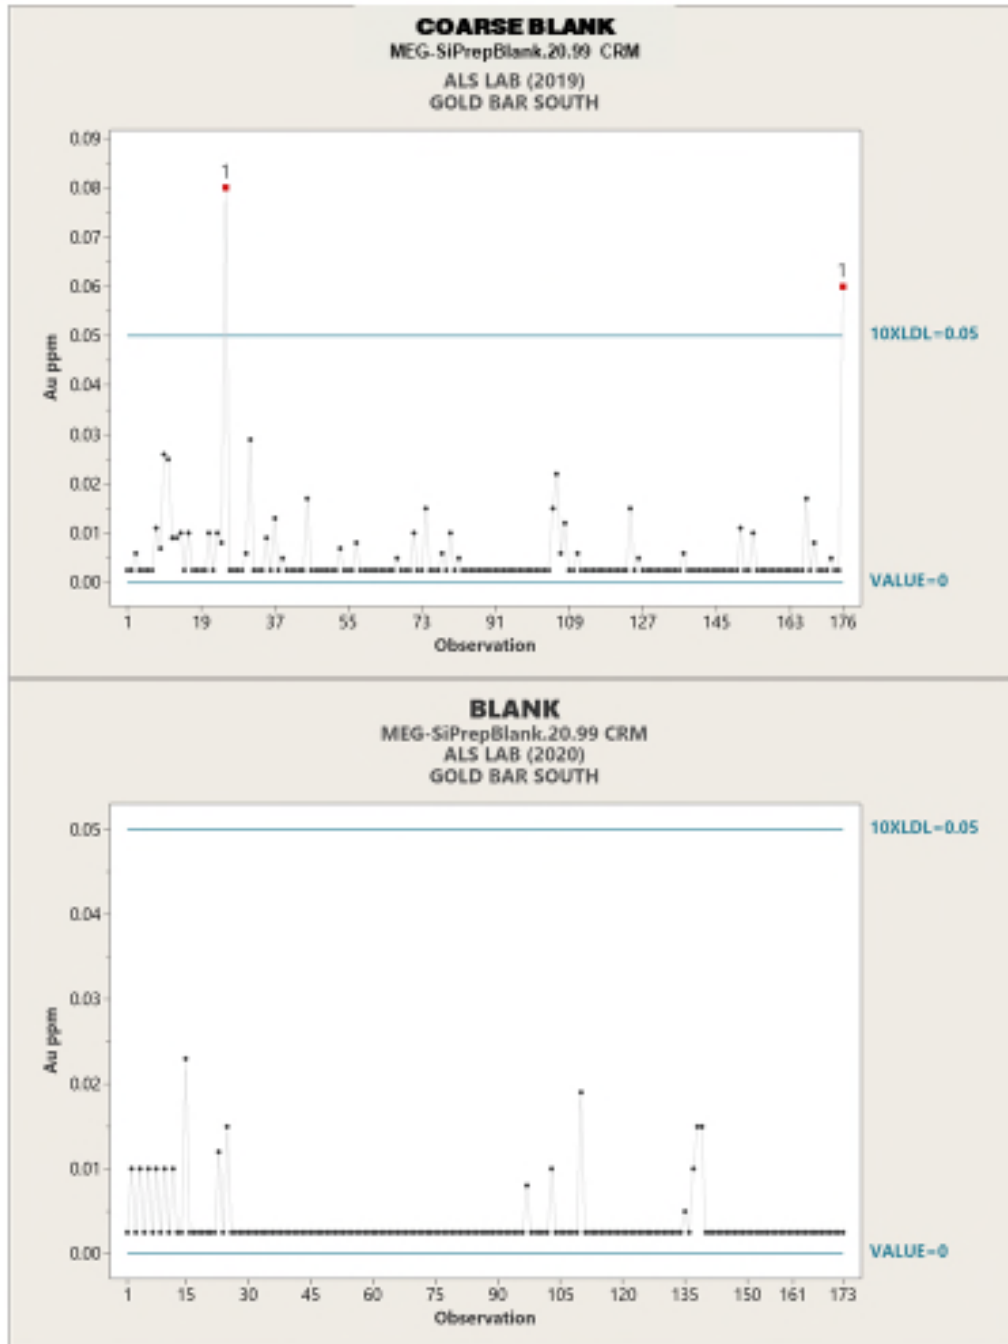 COARSE BLANK
MEG-SiPrepBlank.20.99 CRM
ALS LAB (2019)
GOLD BAR SOUTH
0.09
0.08
0.07
0.06
0.05
0.04
0.03
0.02
0.01
0.00
Au ppm
1
1
10XLDL=0.05
VALUE=0
1 19 37 55 73 91 109 127 145 163 176
Observation
BLANK
MEG-SiPrepBlank.20.99 CRM
ALS LAB (2020)
GOLD BAR SOUTH
0.05
0.04
0.03
0.02
0.01
0.00
Au ppm
10XLDL=0.05
VALUE=0
1 15 30 45 60 75 90 105 120 135 150 161 173
Observation